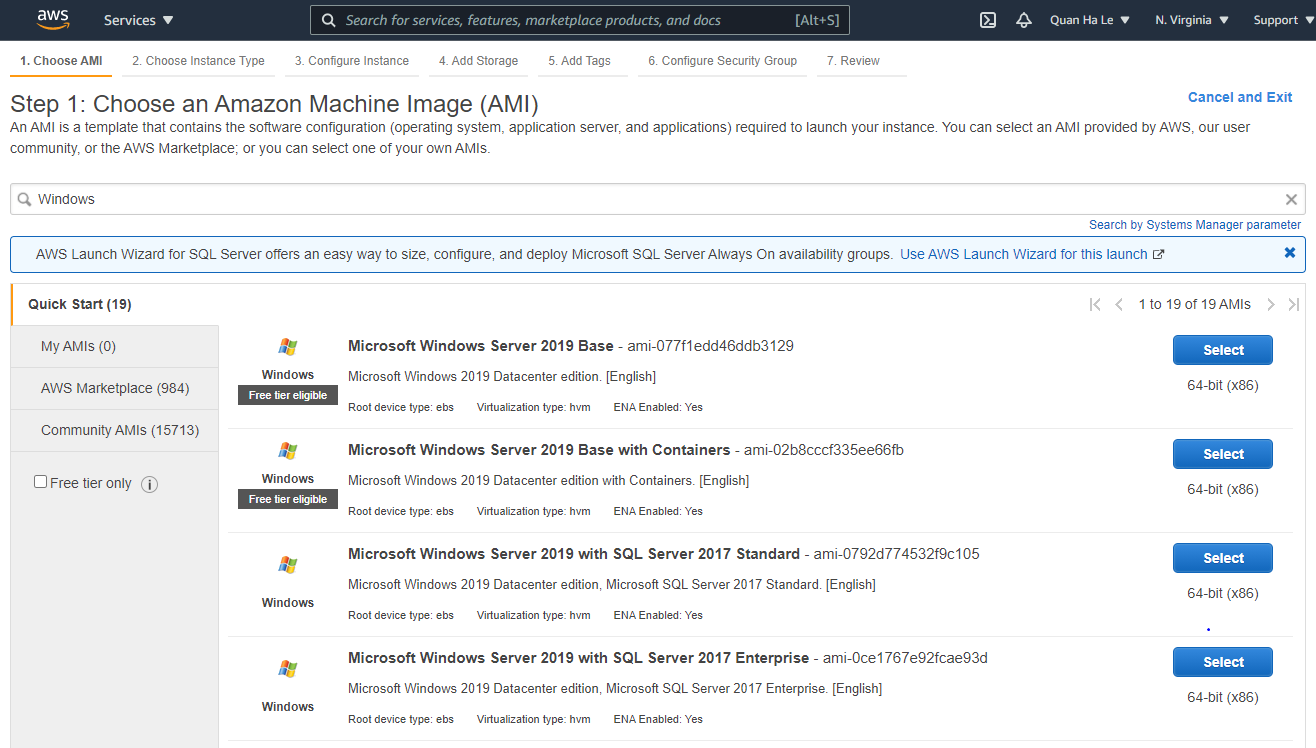 aws Services Search for services, features, marketplace products, and docs [Alt+S] Quan Ha Le N. Virginia Support
1. Choose AMI 2. Choose Instance Type 3. Configure Instance 4. Add Storage 5. Add Tags 6. Configure Security Group 7. Review
Step 1: Choose an Amazon Machine Image (AMI)
Cancel and Exit
An AMI is a template that contains the software configuration (operating system, application server, and applications) required to launch your instance. You can select an AMI provided by AWS, our user
community, or the AWS Marketplace; or you can select one of your own AMIs.
Windows
Search by Systems Manager parameter
AWS Launch Wizard for SQL Server offers an easy way to size, configure, and deploy Microsoft SQL Server Always On availability groups. Use AWS Launch Wizard for this launch
Quick Start (19)
1 to 19 of 19 AMIs
My AMIs (0)
AWS Marketplace (984)
Community AMIs (15713)
Free tier only
Windows
Free tier eligible
Microsoft Windows Server 2019 Base - ami-077f1edd46ddb3129
Microsoft Windows 2019 Datacenter edition. [English]
Root device type: ebs Virtualization type: hvm ENA Enabled: Yes
Select
64-bit (x86)
Windows
Free tier eligible
Microsoft Windows Server 2019 Base with Containers - ami-02b8cccf335ee66fb
Microsoft Windows 2019 Datacenter edition with Containers. [English]
Root device type: ebs Virtualization type: hvm ENA Enabled: Yes
Select
64-bit (x86)
Windows
Microsoft Windows Server 2019 with SQL Server 2017 Standard - ami-0792d774532f9c105
Microsoft Windows 2019 Datacenter edition, Microsoft SQL Server 2017 Standard. [English]
Root device type: ebs Virtualization type: hvm ENA Enabled: Yes
Select
64-bit (x86)
Windows
Microsoft Windows Server 2019 with SQL Server 2017 Enterprise - ami-0ce1767e92fcae93d
Microsoft Windows 2019 Datacenter edition, Microsoft SQL Server 2017 Enterprise. [English]
Root device type: ebs Virtualization type: hvm ENA Enabled: Yes
Select
64-bit (x86)